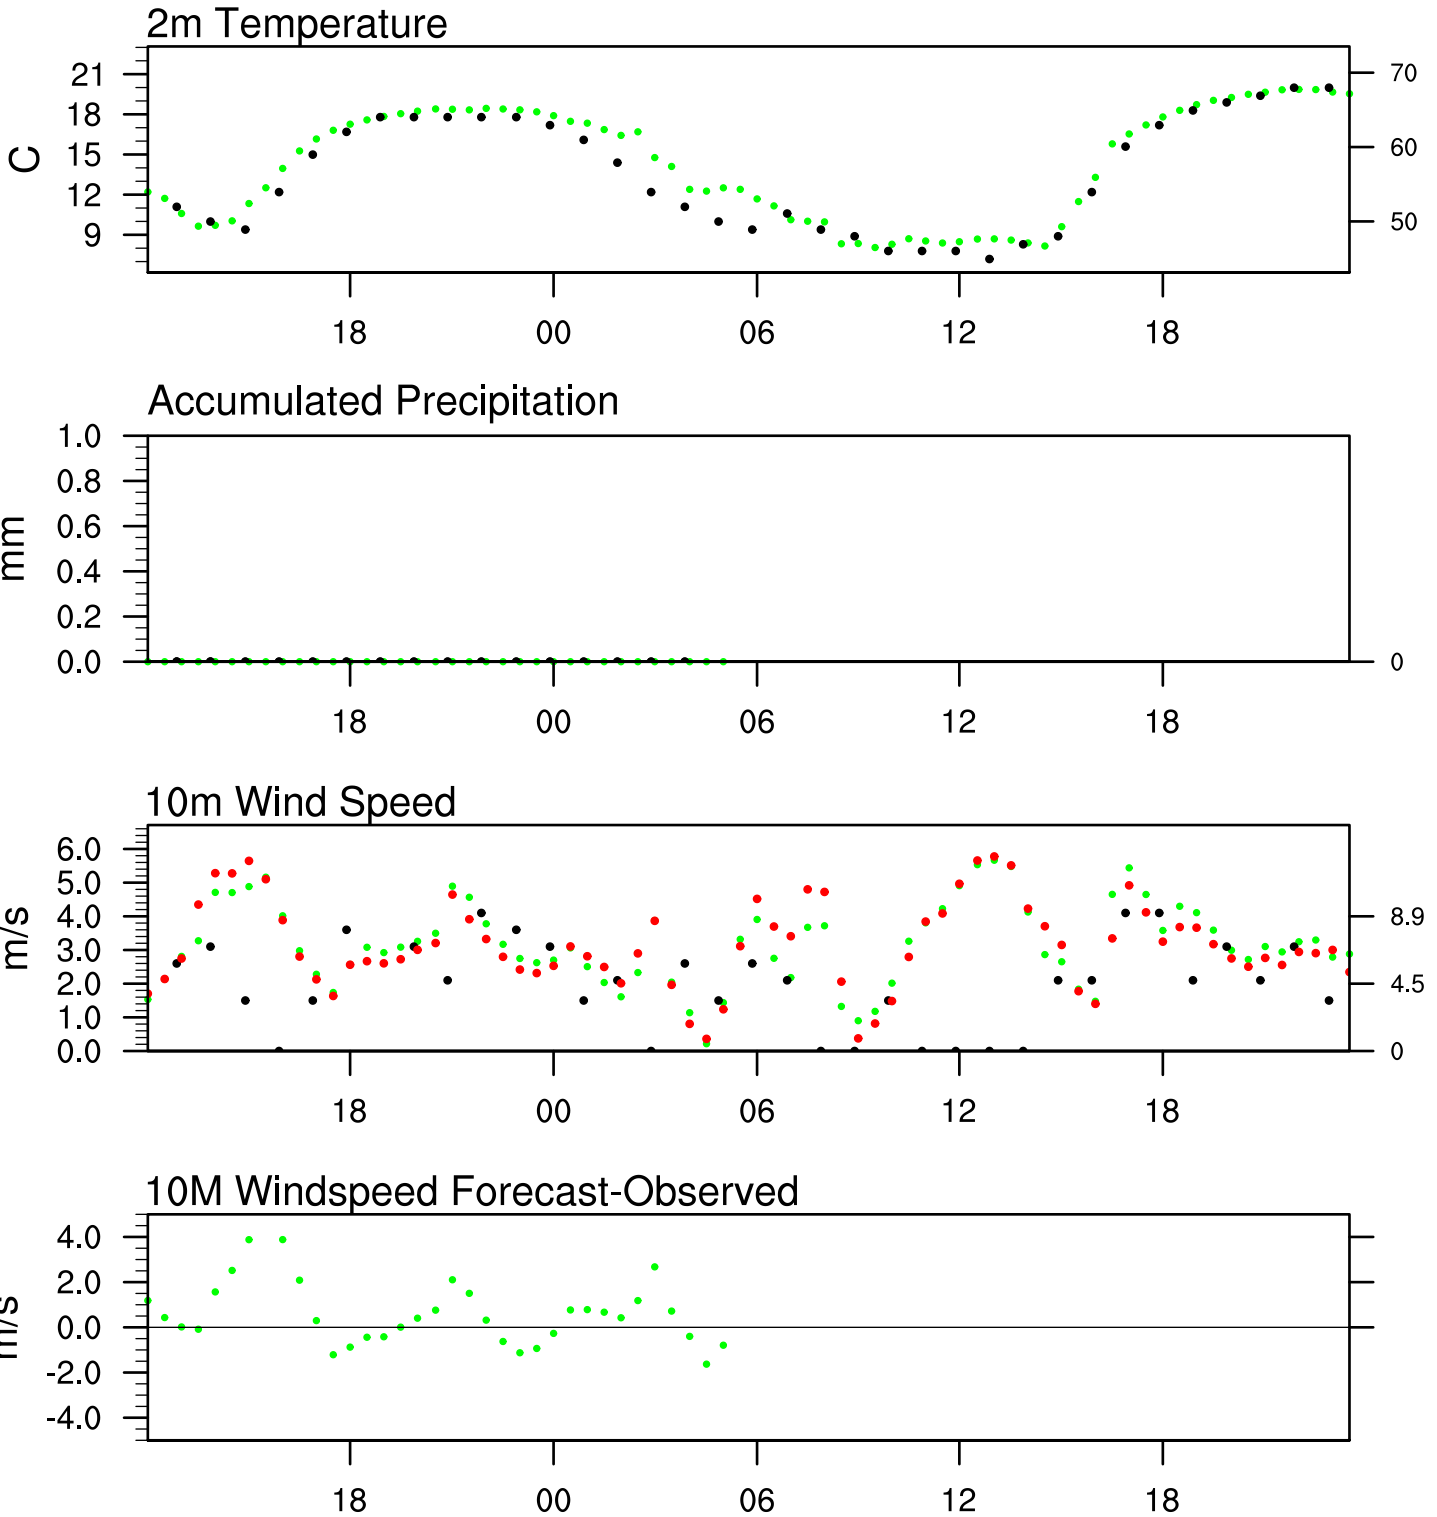 2m Temperature
C
21
18
15
12
9
70
60
50
18 00 06 12 18
Accumulated Precipitation
mm
1.0
0.8
0.6
0.4
0.2
0.0
0
18 00 06 12 18
10m Wind Speed
m/s
6.0
5.0
4.0
3.0
2.0
1.0
0.0
8.9
4.5
0
18 00 06 12 18
10M Windspeed Forecast-Observed
m/s
4.0
2.0
0.0
-2.0
-4.0
18 00 06 12 18